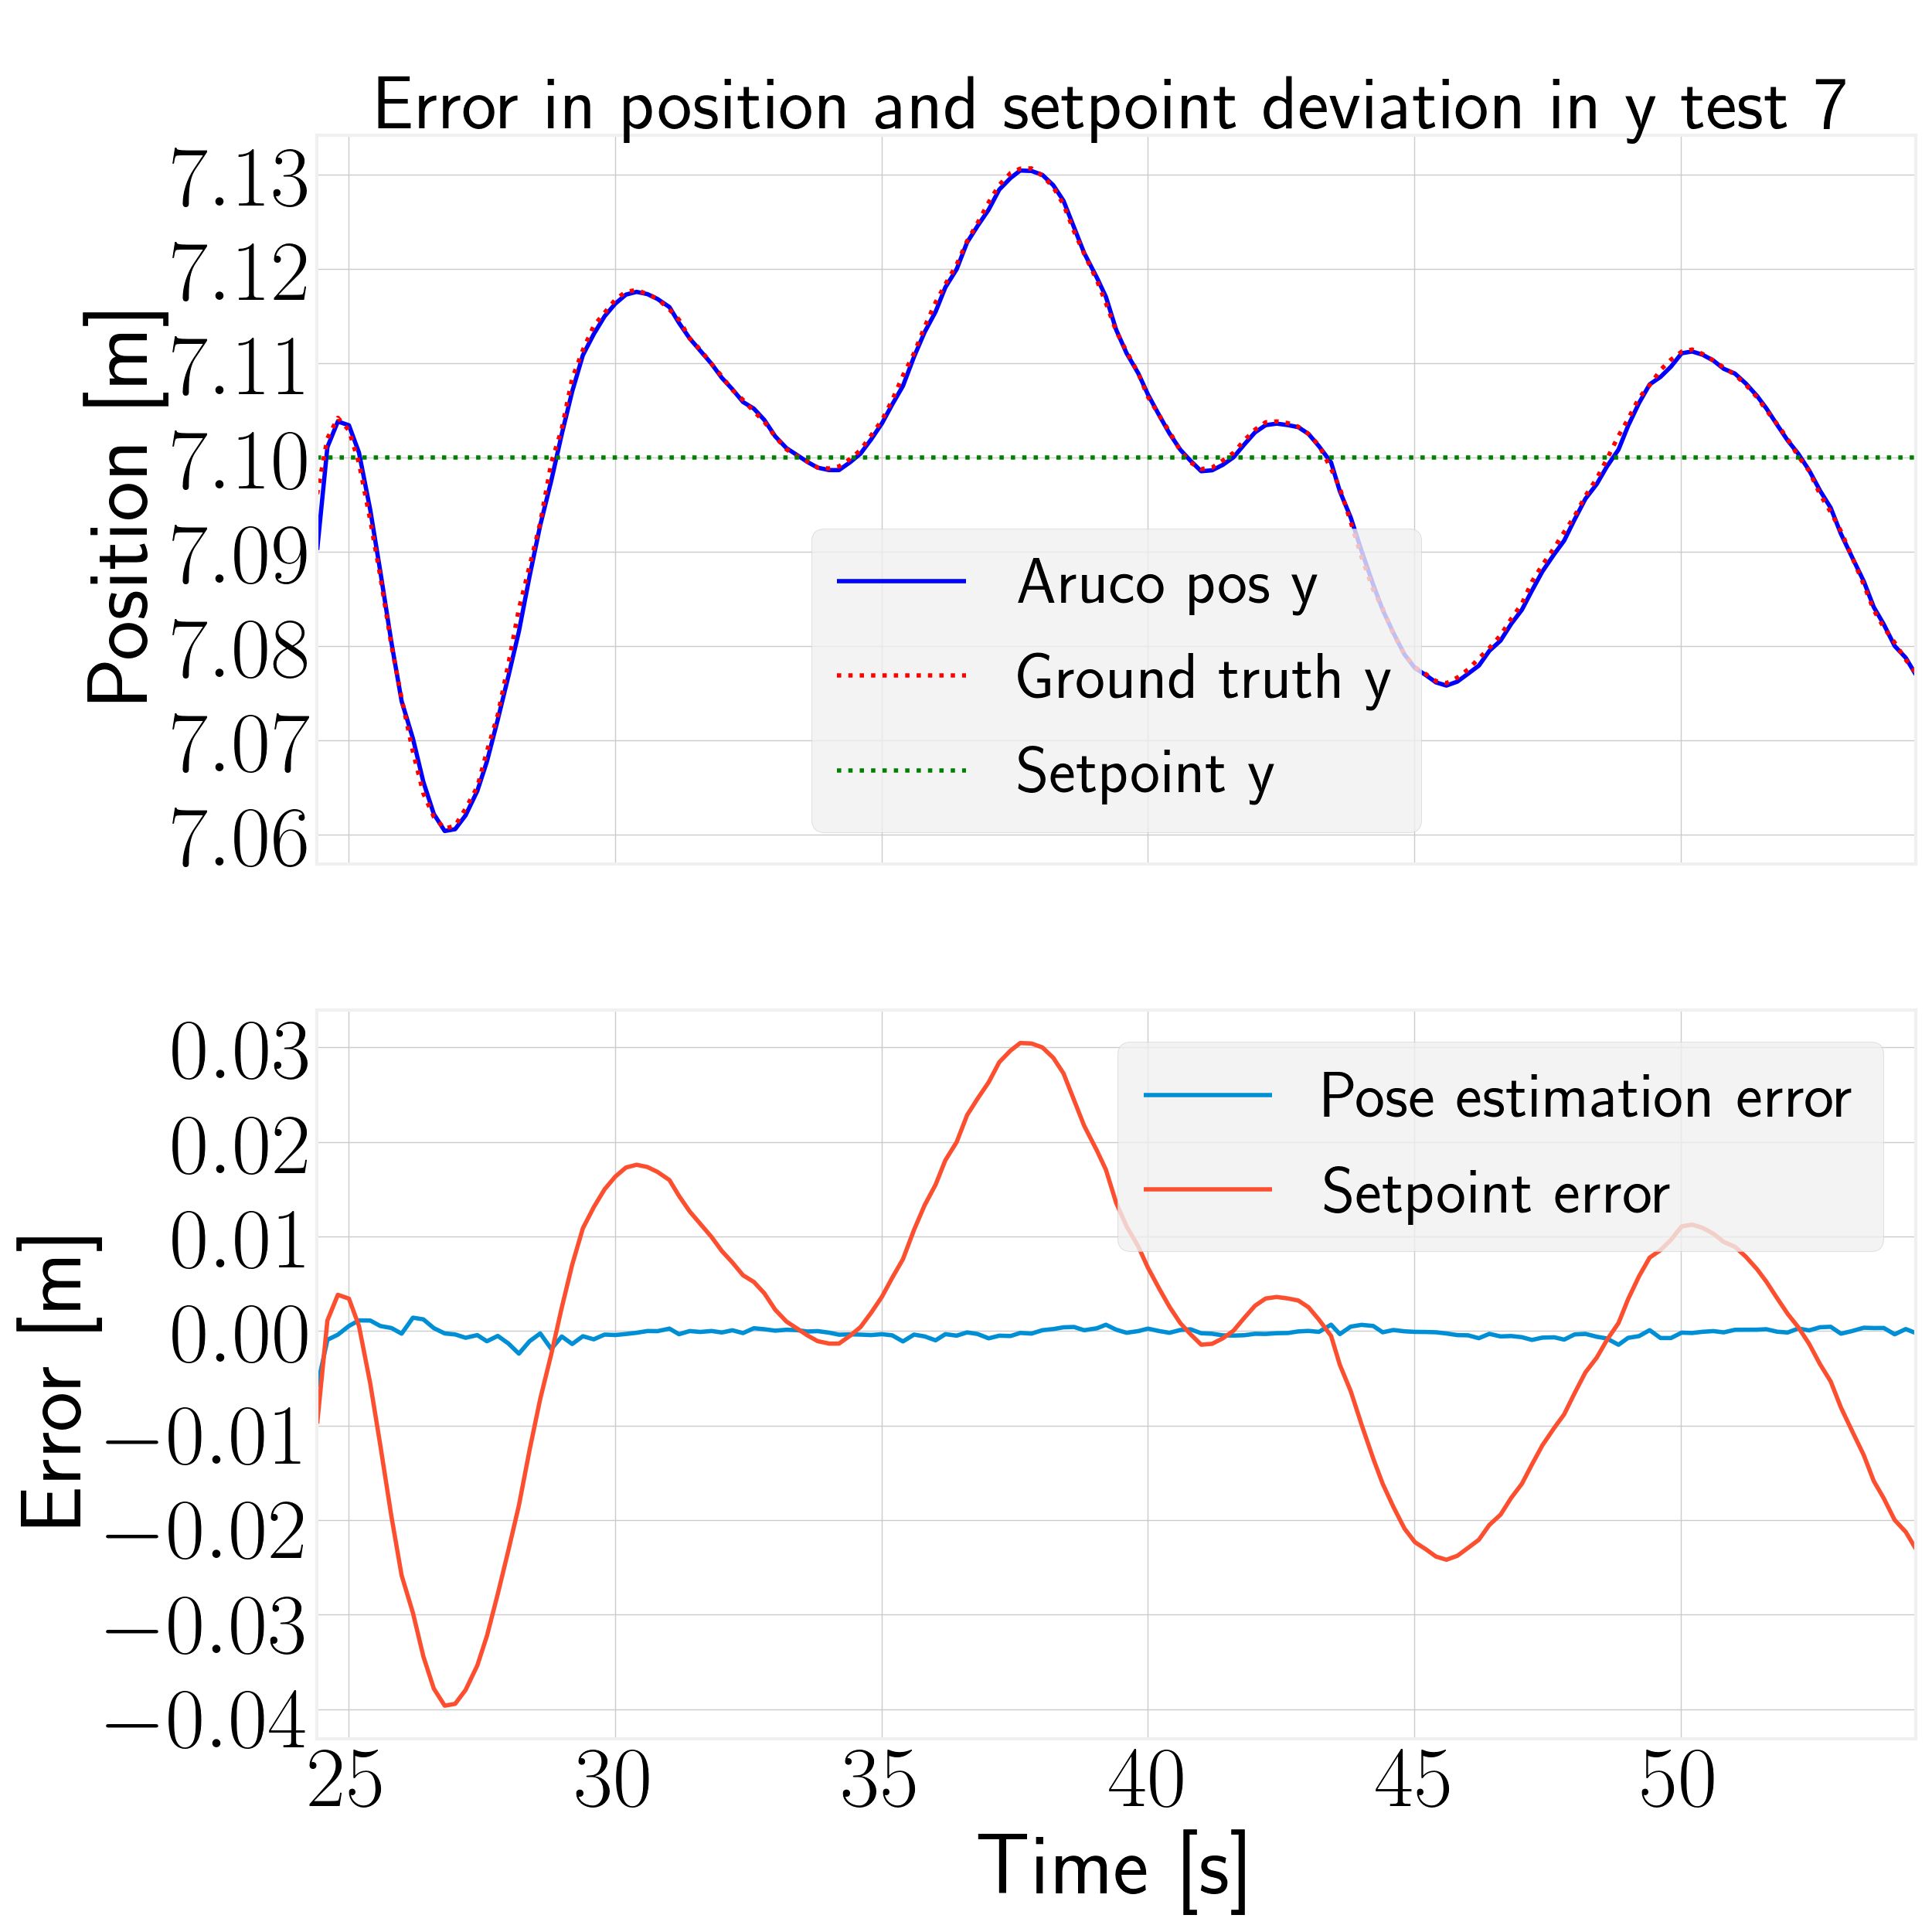 Error in position and setpoint deviation in y test 7
Position [m]
7.13
7.12
7.11
7.10
7.09
7.08
7.07
7.06
Aruco pos y
Ground truth y
Setpoint y
Error [m]
0.03
0.02
0.01
0.00
−0.01
−0.02
−0.03
−0.04
Pose estimation error
Setpoint error
25 30 35 40 45 50
Time [s]